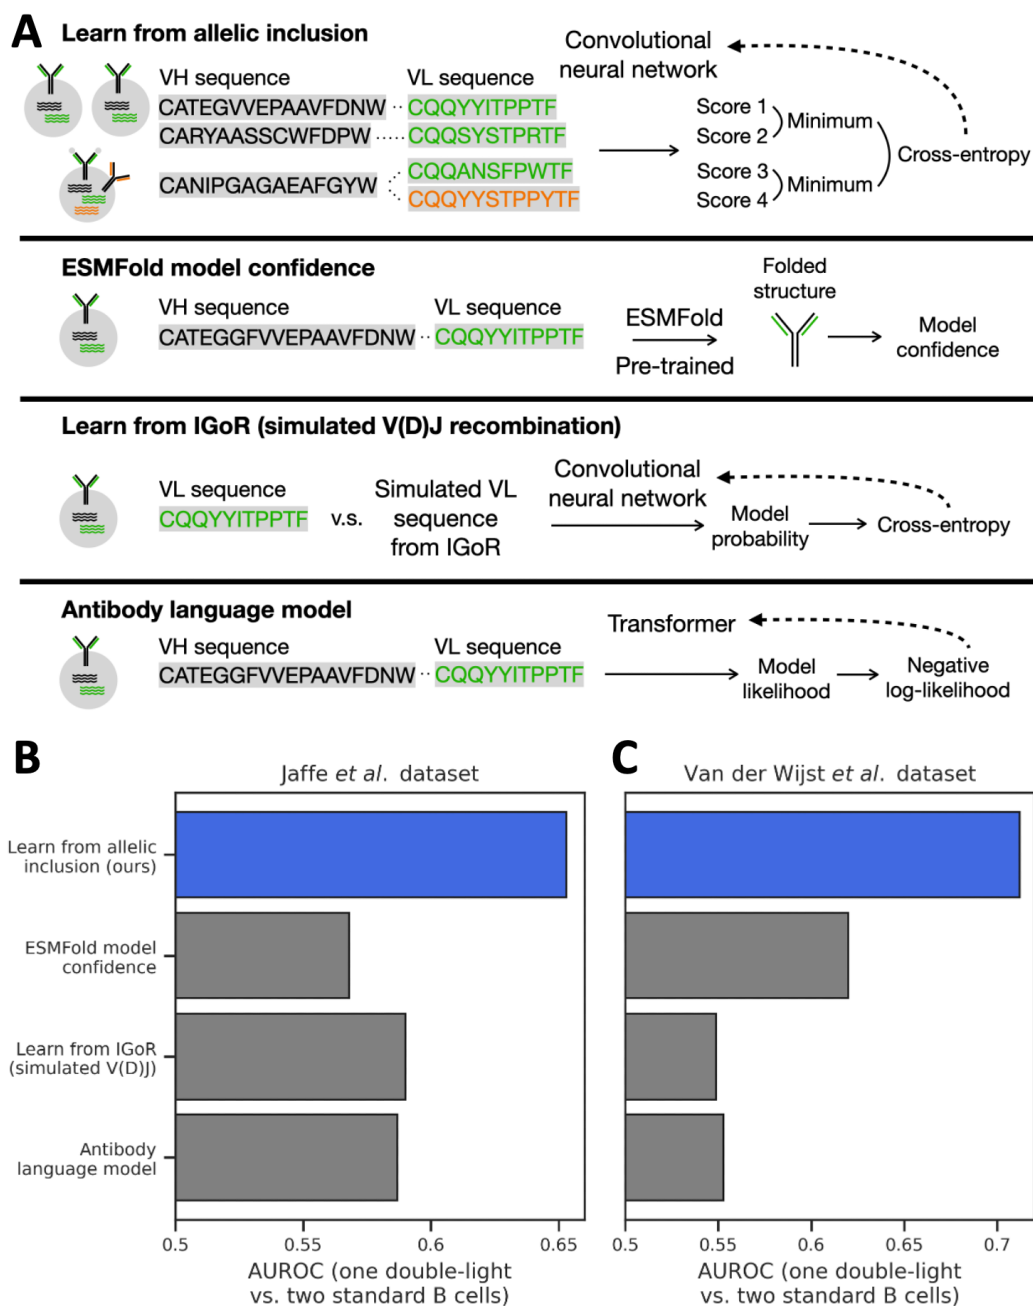 A Learn from allelic inclusion
VH sequence
VL sequence
CATEGVVEPAAVFDNW
CQQYYITPPTF
CARYAASSCWFDPW
CQQSYSTPRTF
CANIPGAGAEAFGYW
CQQANSFPWTF
CQQYYSTPPYTF
Convolutional
neural network
Score 1
Score 2
Minimum
Score 3
Score 4
Minimum
Cross-entropy
ESMFold model confidence
VH sequence
VL sequence
CATEGGFVVEPAAVFDNW
CQQYYITPPTF
ESMFold
Pre-trained
Folded
structure
Model
confidence
Learn from IGoR (simulated V(D)J recombination)
VL sequence
CQQYYITPPTF
v.s.
Simulated VL
sequence
from IGoR
Convolutional
neural network
Model
probability
Cross-entropy
Antibody language model
VH sequence
VL sequence
CATEGGFVVEPAAVFDNW
CQQYYITPPTF
Transformer
Model
likelihood
Negative
log-likelihood
B
Jaffe et al. dataset
Learn from allelic
inclusion (ours)
ESMFold model
confidence
Learn from IGoR
(simulated V(D)J)
Antibody
language model
0.5 0.55 0.6 0.65
AUROC (one double-light
vs. two standard B cells)
C
Van der Wijst et al. dataset
0.5 0.55 0.6 0.65 0.7
AUROC (one double-light
vs. two standard B cells)